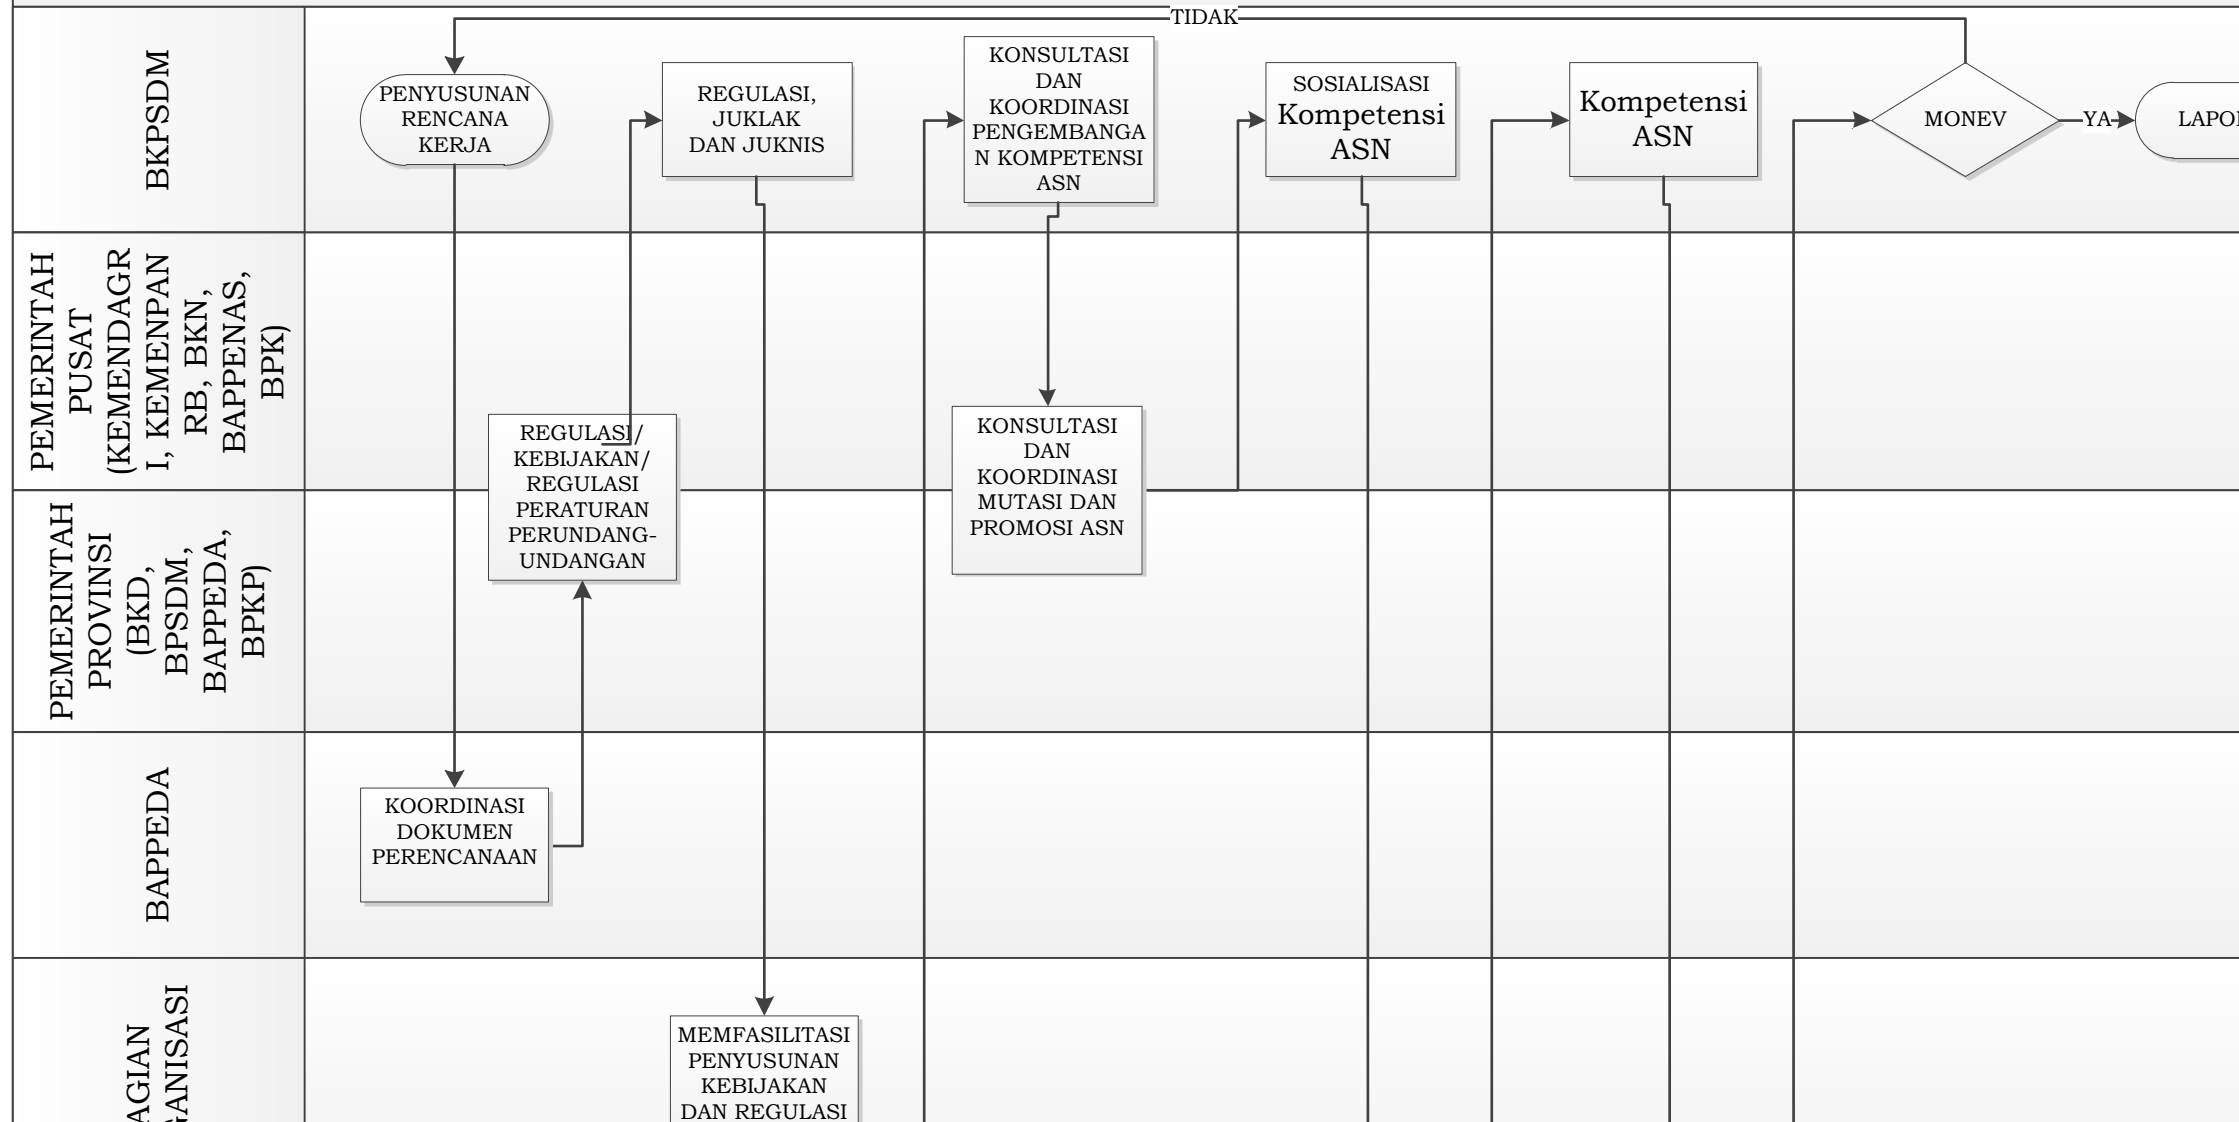 TIDAK
BKPSDM
PENYUSUNAN
RENCANA
KERJA
REGULASI,
JUKLAK
DAN JUKNIS
KONSULTASI
DAN
KOORDINASI
PENGEMBANGA
N KOMPETENSI
ASN
SOSIALISASI
Kompetensi
ASN
Kompetensi
ASN
MONEV
YA
PEMERINTAH
PUSAT
(KEMENDAGR
I, KEMENPAN
RB, BKN,
BAPPENAS,
BPK)
REGULASI/
KEBIJAKAN/
REGULASI
PERATURAN
PERUNDANG-
UNDANGAN
KONSULTASI
DAN
KOORDINASI
MUTASI DAN
PROMOSI ASN
PEMERINTAH
PROVINSI
(BKD,
BPSDM,
BAPPEDA,
BPKP)
BAPPEDA
KOORDINASI
DOKUMEN
PERENCANAAN
MEMFASILITASI
PENYUSUNAN
KEBIJAKAN
DAN REGULASI